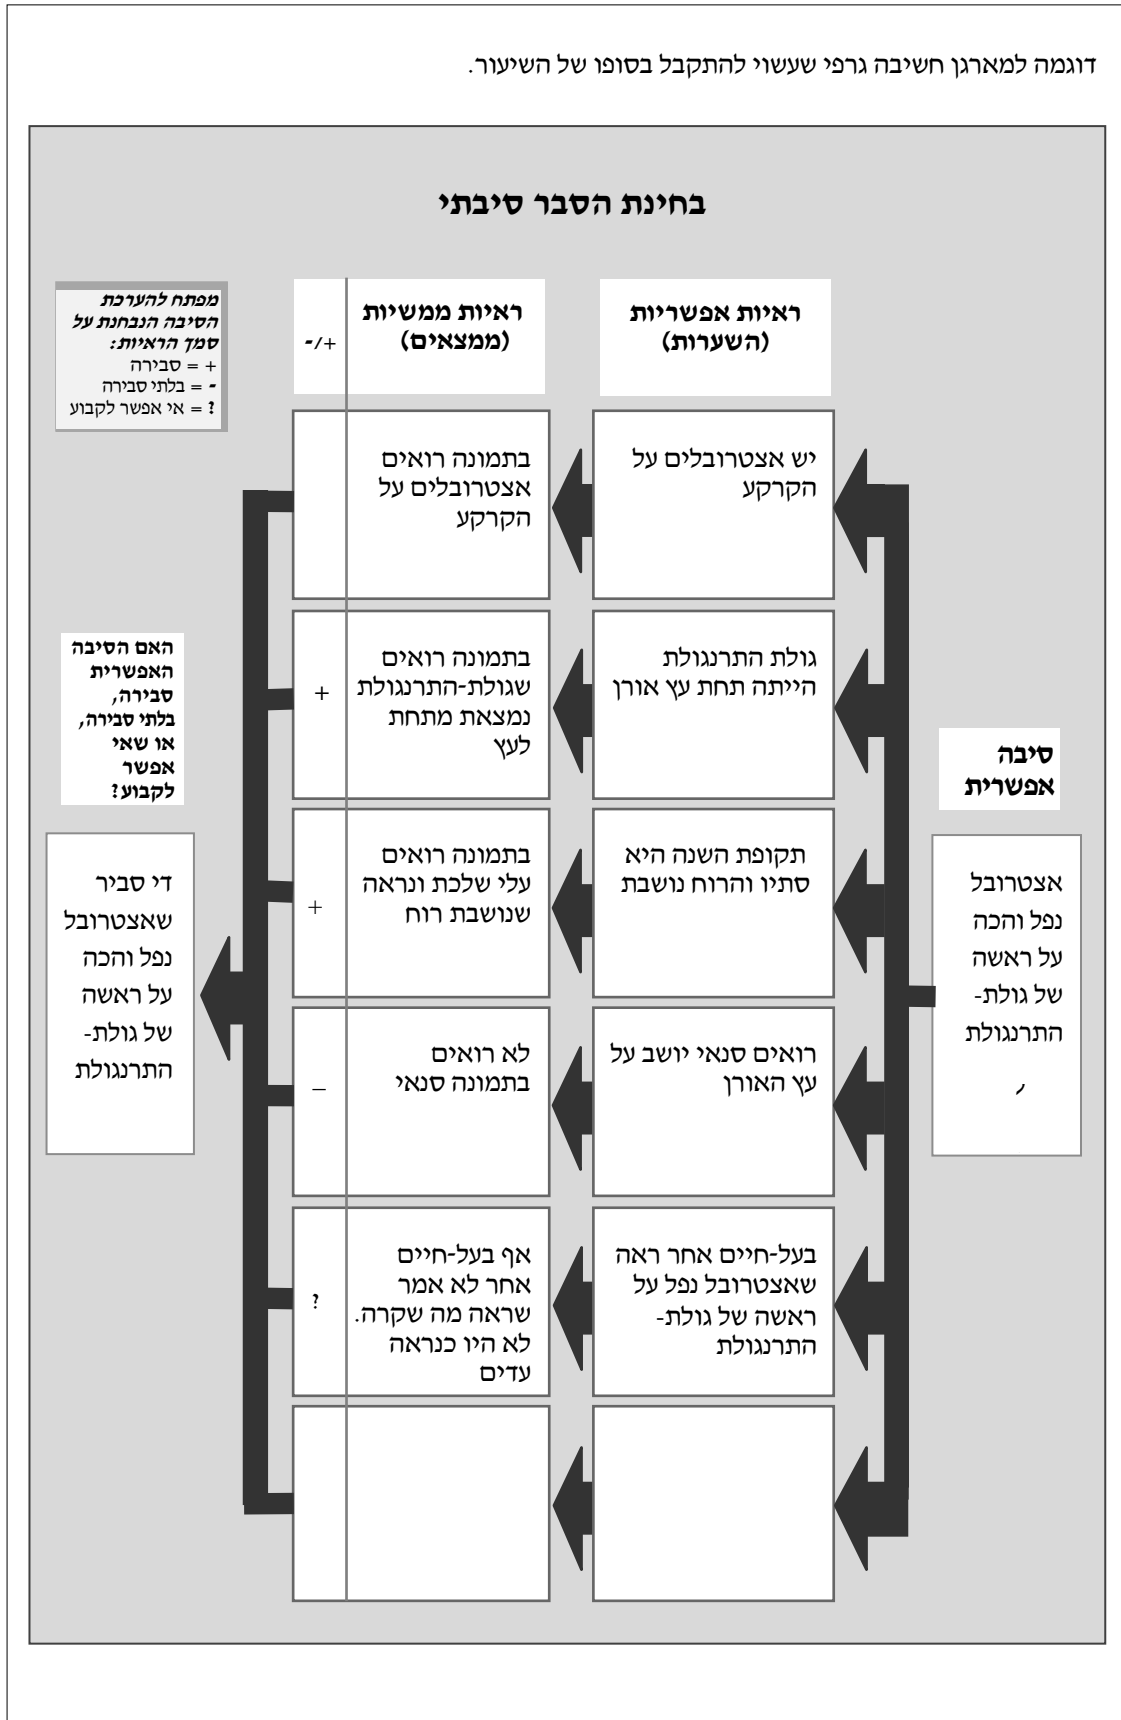 דוגמה למארגן חשיבה גרפי שעשוי להתקבל בסופו של השיעור.
בחינת הסבר סיבתי
ראיות אפשריות
(השערות)
ראיות ממשיות
(ממצאים)
+/-
מפתח להערכת
הסיבה הנבחנת על
סמך הראיות:
+ = סבירה
- = בלתי סבירה
? = אי אפשר לקבוע
סיבה
אפשרית
אצטרובל
נפל והכה
על ראשה
של גולת-
התרנגולת
,
יש אצטרובלים על
הקרקע
בתמונה רואים
אצטרובלים על
הקרקע
גולת התרנגולת
הייתה תחת עץ אורן
בתמונה רואים
שגולת-התרנגולת
נמצאת מתחת
לעץ
+
תקופת השנה היא
סתיו והרוח נושבת
בתמונה רואים
עלי שלכת ונראה
שנושבת רוח
+
רואים סנאי יושב על
עץ האורן
לא רואים
בתמונה סנאי
–
בעל-חיים אחר ראה
שאצטרובל נפל על
ראשה של גולת-
התרנגולת
אף בעל-חיים
אחר לא אמר
שראה מה שקרה.
לא היו כנראה
עדים
?
האם הסיבה
האפשרית
סבירה,
בלתי סבירה,
או שאי
אפשר
לקבוע?
די סביר
שאצטרובל
נפל והכה
על ראשה
של גולת-
התרנגולת